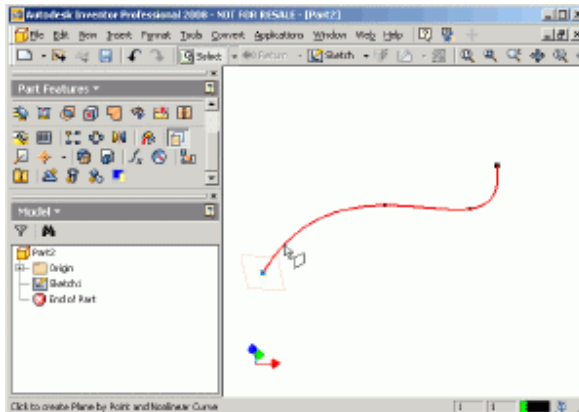 Autodesk Inventor Professional 2008 - NOT FOR RESALE - [Part2]
File Edit View Insert Format Tools Convert Applications Window Web Help
Select Return Sketch
Part Features
Model
Part2
Origin
Sketch1
End of Part
Click to create Plane by Point and Nonlinear Curve
1 1